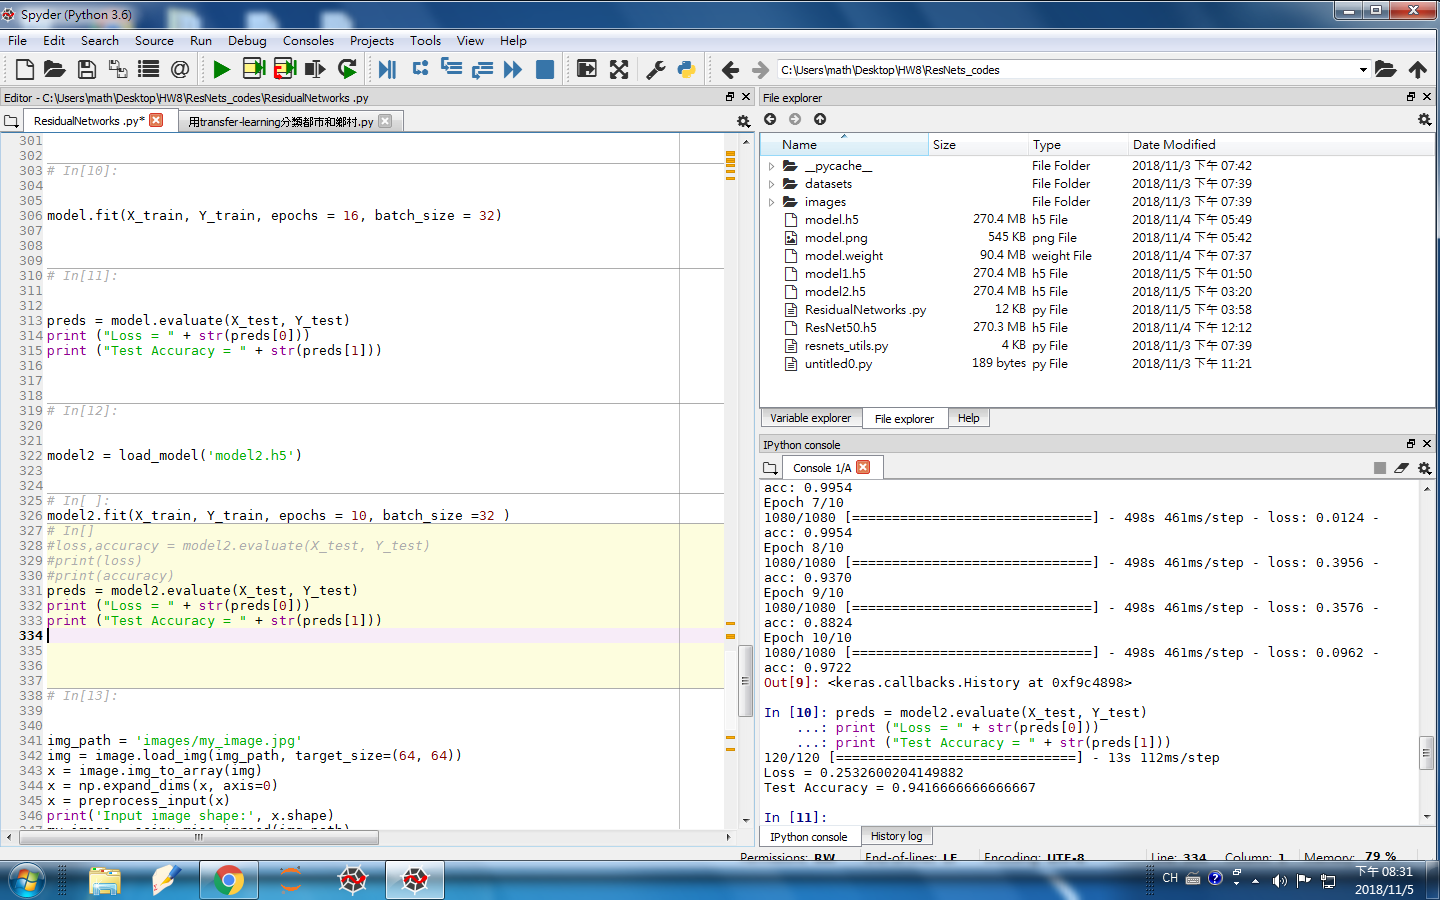 Spyder (Python 3.6)
File Edit Search Source Run Debug Consoles Projects Tools View Help
C:\Users\math\Desktop\HW8\ResNets_codes
Editor - C:\Users\math\Desktop\HW8\ResNets_codes\ResidualNetworks .py
ResidualNetworks .py*
用transfer-learning分類都市和鄉村.py
301
302
303 # In[10]:
304
305
306 model.fit(X_train, Y_train, epochs = 16, batch_size = 32)
307
308
309
310 # In[11]:
311
312
313 preds = model.evaluate(X_test, Y_test)
314 print ("Loss = " + str(preds[0]))
315 print ("Test Accuracy = " + str(preds[1]))
316
317
318
319 # In[12]:
320
321
322 model2 = load_model('model2.h5')
323
324
325 # In[ ]:
326 model2.fit(X_train, Y_train, epochs = 10, batch_size =32 )
327 # In[]
328 #loss,accuracy = model2.evaluate(X_test, Y_test)
329 #print(loss)
330 #print(accuracy)
331 preds = model2.evaluate(X_test, Y_test)
332 print ("Loss = " + str(preds[0]))
333 print ("Test Accuracy = " + str(preds[1]))
334
335
336
337
338 # In[13]:
339
340
341 img_path = 'images/my_image.jpg'
342 img = image.load_img(img_path, target_size=(64, 64))
343 x = image.img_to_array(img)
344 x = np.expand_dims(x, axis=0)
345 x = preprocess_input(x)
346 print('Input image shape:', x.shape)
File explorer
Name Size Type Date Modified
__pycache__ File Folder 2018/11/3 下午 07:42
datasets File Folder 2018/11/3 下午 07:39
images File Folder 2018/11/3 下午 07:39
model.h5 270.4 MB h5 File 2018/11/4 下午 05:49
model.png 545 KB png File 2018/11/4 下午 05:42
model.weight 90.4 MB weight File 2018/11/4 下午 07:37
model1.h5 270.4 MB h5 File 2018/11/5 下午 01:50
model2.h5 270.4 MB h5 File 2018/11/5 下午 03:20
ResidualNetworks .py 12 KB py File 2018/11/5 下午 03:58
ResNet50.h5 270.3 MB h5 File 2018/11/4 下午 12:12
resnets_utils.py 4 KB py File 2018/11/3 下午 07:39
untitled0.py 189 bytes py File 2018/11/3 下午 11:21
Variable explorer File explorer Help
IPython console
Console 1/A
acc: 0.9954
Epoch 7/10
1080/1080 [==============================] - 498s 461ms/step - loss: 0.0124 -
acc: 0.9954
Epoch 8/10
1080/1080 [==============================] - 498s 461ms/step - loss: 0.3956 -
acc: 0.9370
Epoch 9/10
1080/1080 [==============================] - 498s 461ms/step - loss: 0.3576 -
acc: 0.8824
Epoch 10/10
1080/1080 [==============================] - 498s 461ms/step - loss: 0.0962 -
acc: 0.9722
Out[9]: <keras.callbacks.History at 0xf9c4898>
In [10]: preds = model2.evaluate(X_test, Y_test)
...: print ("Loss = " + str(preds[0]))
...: print ("Test Accuracy = " + str(preds[1]))
120/120 [==============================] - 13s 112ms/step
Loss = 0.2532600204149882
Test Accuracy = 0.9416666666666667
In [11]:
IPython console History log
Permissions: RW End-of-lines: LF Encoding: UTF-8 Line: 334 Column: 1 Memory: 79 %
CH
下午 08:31
2018/11/5